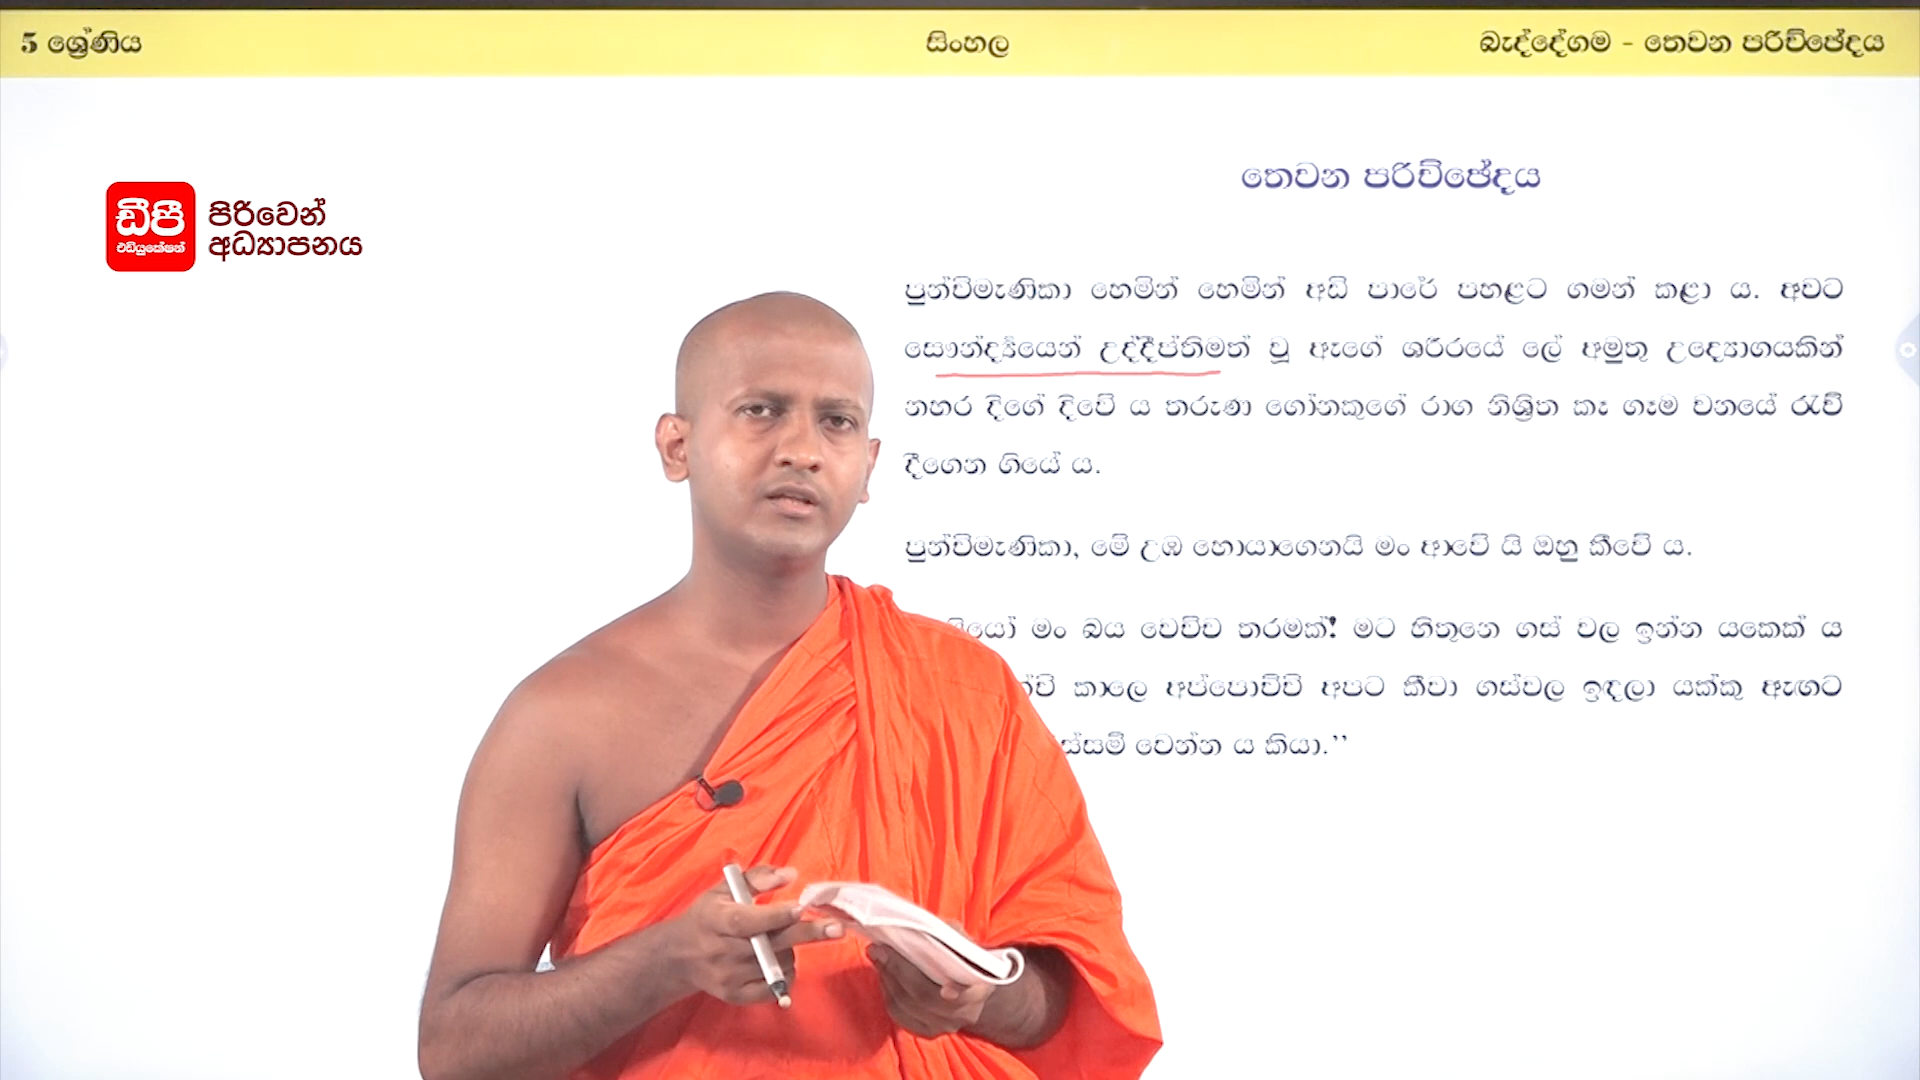 5 ශ්‍රේණිය
සිංහල
බැද්දේගම - තෙවන පරිච්ඡේදය
ඩීපී
එඩියුකේෂන්
පිරිවෙන්
අධ්‍යාපනය
තෙවන පරිච්ඡේදය
පුන්චිමැණිකා හෙමින් හෙමින් අඩි පාරේ පහළට ගමන් කළා ය. අවට
සෞන්දර්‍ය්‍යයෙන් උද්දීප්තිමත් වූ ඇගේ ශරීරයේ ලේ අමුතු උද්‍යොගයකින්
නහර දිගේ දිවේ ය තරුණ ගෝනකුගේ රාග නිශ්‍රිත කෑ ගෑම වනයේ රැව්
දීගෙන ගියේ ය.
පුන්චිමැණිකා, මේ උඹ හොයාගෙනයි මං ආවේ යි ඔහු කීවේ ය.
මං බය වෙච්ච තරමක්! මට හිතුනෙ ගස් වල ඉන්න යකෙක් ය
කාලෙ අප්පොච්චි අපට කීවා ගස්වල ඉඳලා යක්කු ඇඟට
වෙන්න ය කියා.’’